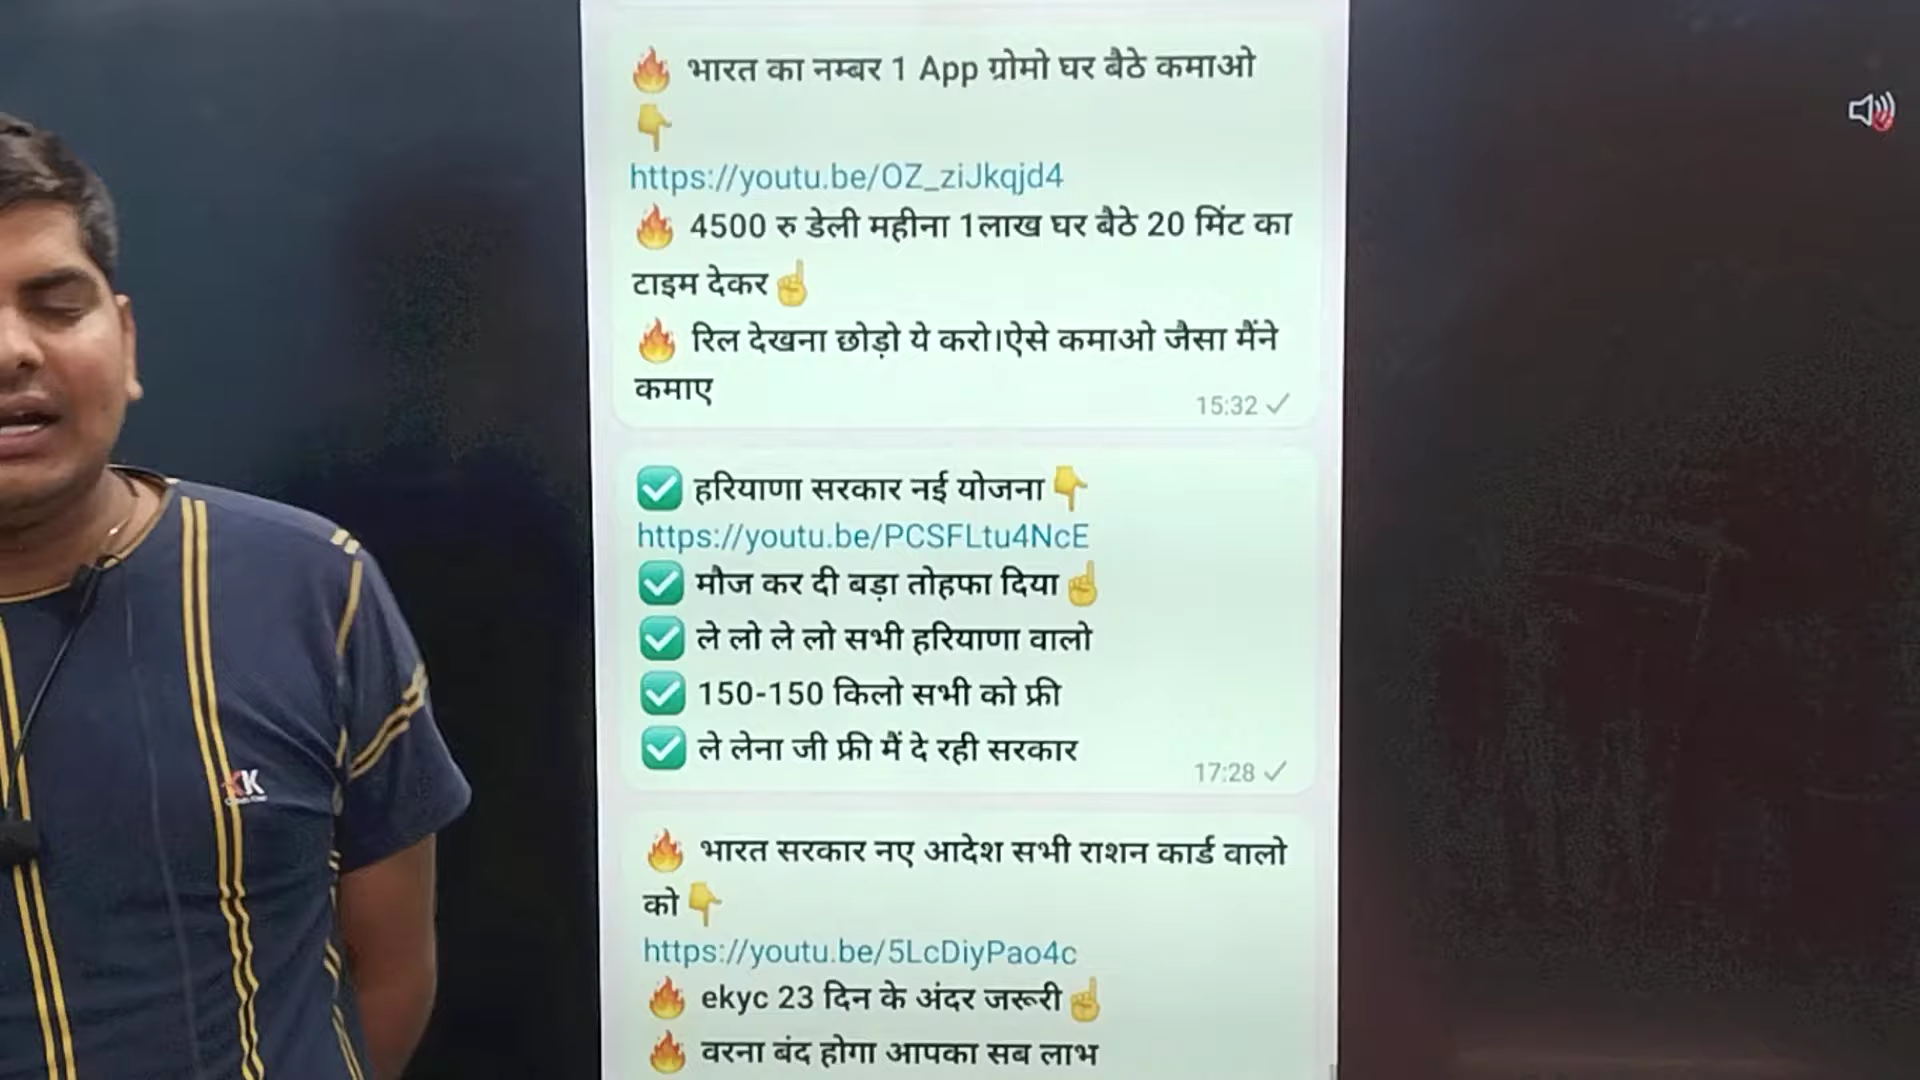 🔥 भारत का नम्बर 1 App ग्रोमो घर बैठे कमाओ
👇
https://youtu.be/OZ_ziJkqjd4
🔥 4500 रु डेली महीना 1लाख घर बैठे 20 मिंट का
टाइम देकर☝
🔥 रिल देखना छोड़ो ये करो।ऐसे कमाओ जैसा मैंने
कमाए
15:32 ✓
✅ हरियाणा सरकार नई योजना👇
https://youtu.be/PCSFLtu4NcE
✅ मौज कर दी बड़ा तोहफा दिया☝
✅ ले लो ले लो सभी हरियाणा वालो
✅ 150-150 किलो सभी को फ्री
✅ ले लेना जी फ्री मैं दे रही सरकार
17:28 ✓
🔥 भारत सरकार नए आदेश सभी राशन कार्ड वालो
को👇
https://youtu.be/5LcDiyPao4c
🔥 ekyc 23 दिन के अंदर जरूरी☝
🔥 वरना बंद होगा आपका सब लाभ
XK